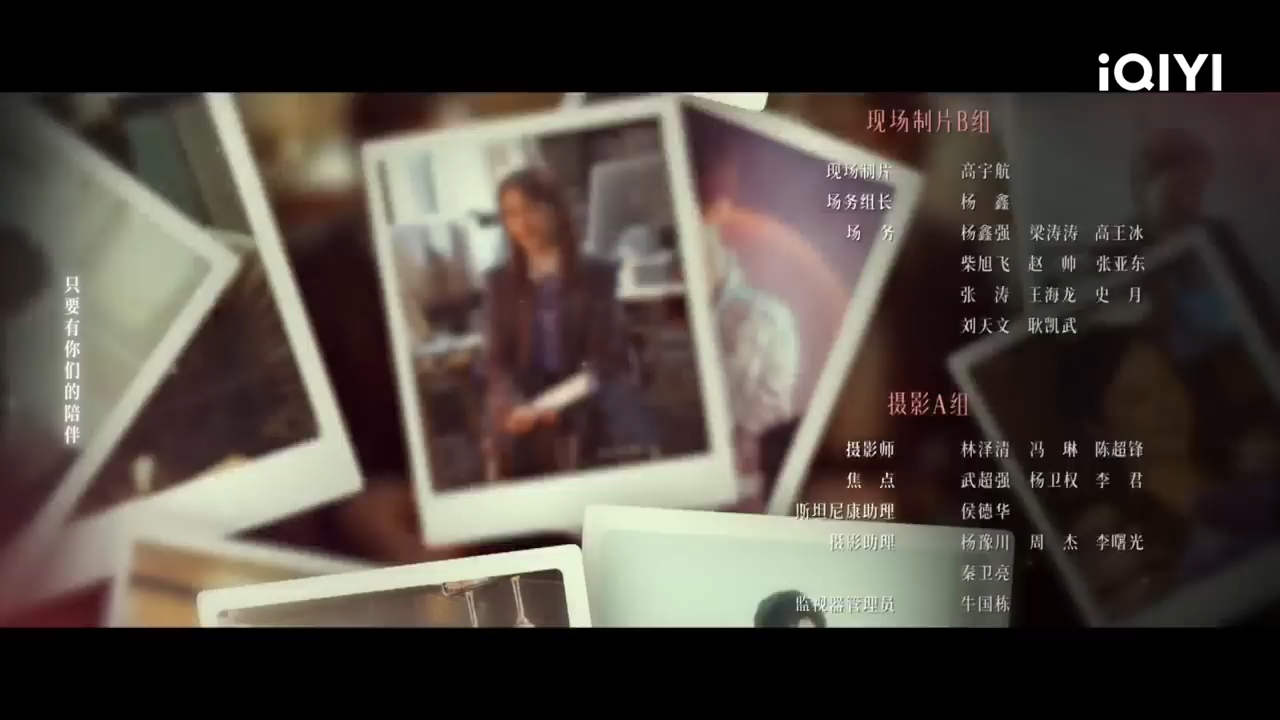 iQIYI
现场制片B组
现场制片 高宇航
场务组长 杨 鑫
场 务 杨鑫强 梁涛涛 高王冰
柴旭飞 赵 帅 张亚东
张 涛 王海龙 史 月
刘天文 耿凯武
只要有你们的陪伴
摄影A组
摄影师 林泽清 冯 琳 陈超锋
焦 点 武超强 杨卫权 李 君
斯坦尼康助理 侯德华
摄影助理 杨豫川 周 杰 李曙光
秦卫亮
监视器管理员 牛国栋